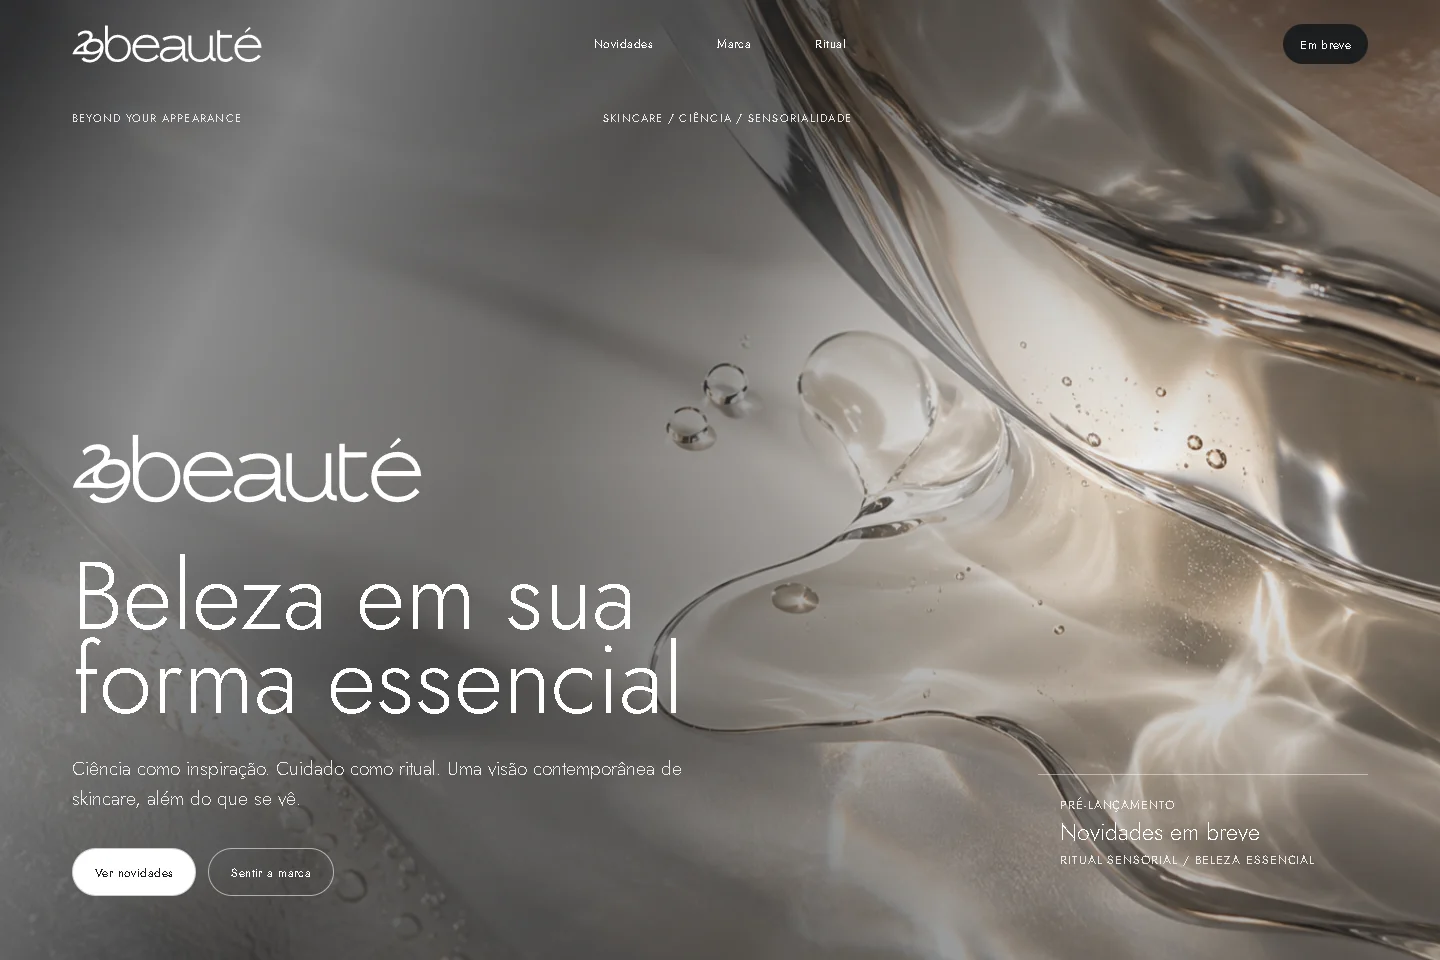 29beauté
Novidades
Marca
Ritual
Em breve
BEYOND YOUR APPEARANCE
SKINCARE / CIÊNCIA / SENSORIALIDADE
29beauté
Beleza em sua
forma essencial
Ciência como inspiração. Cuidado como ritual. Uma visão contemporânea de
skincare, além do que se vê.
Ver novidades
Sentir a marca
PRÉ-LANÇAMENTO
Novidades em breve
RITUAL SENSORIAL / BELEZA ESSENCIAL